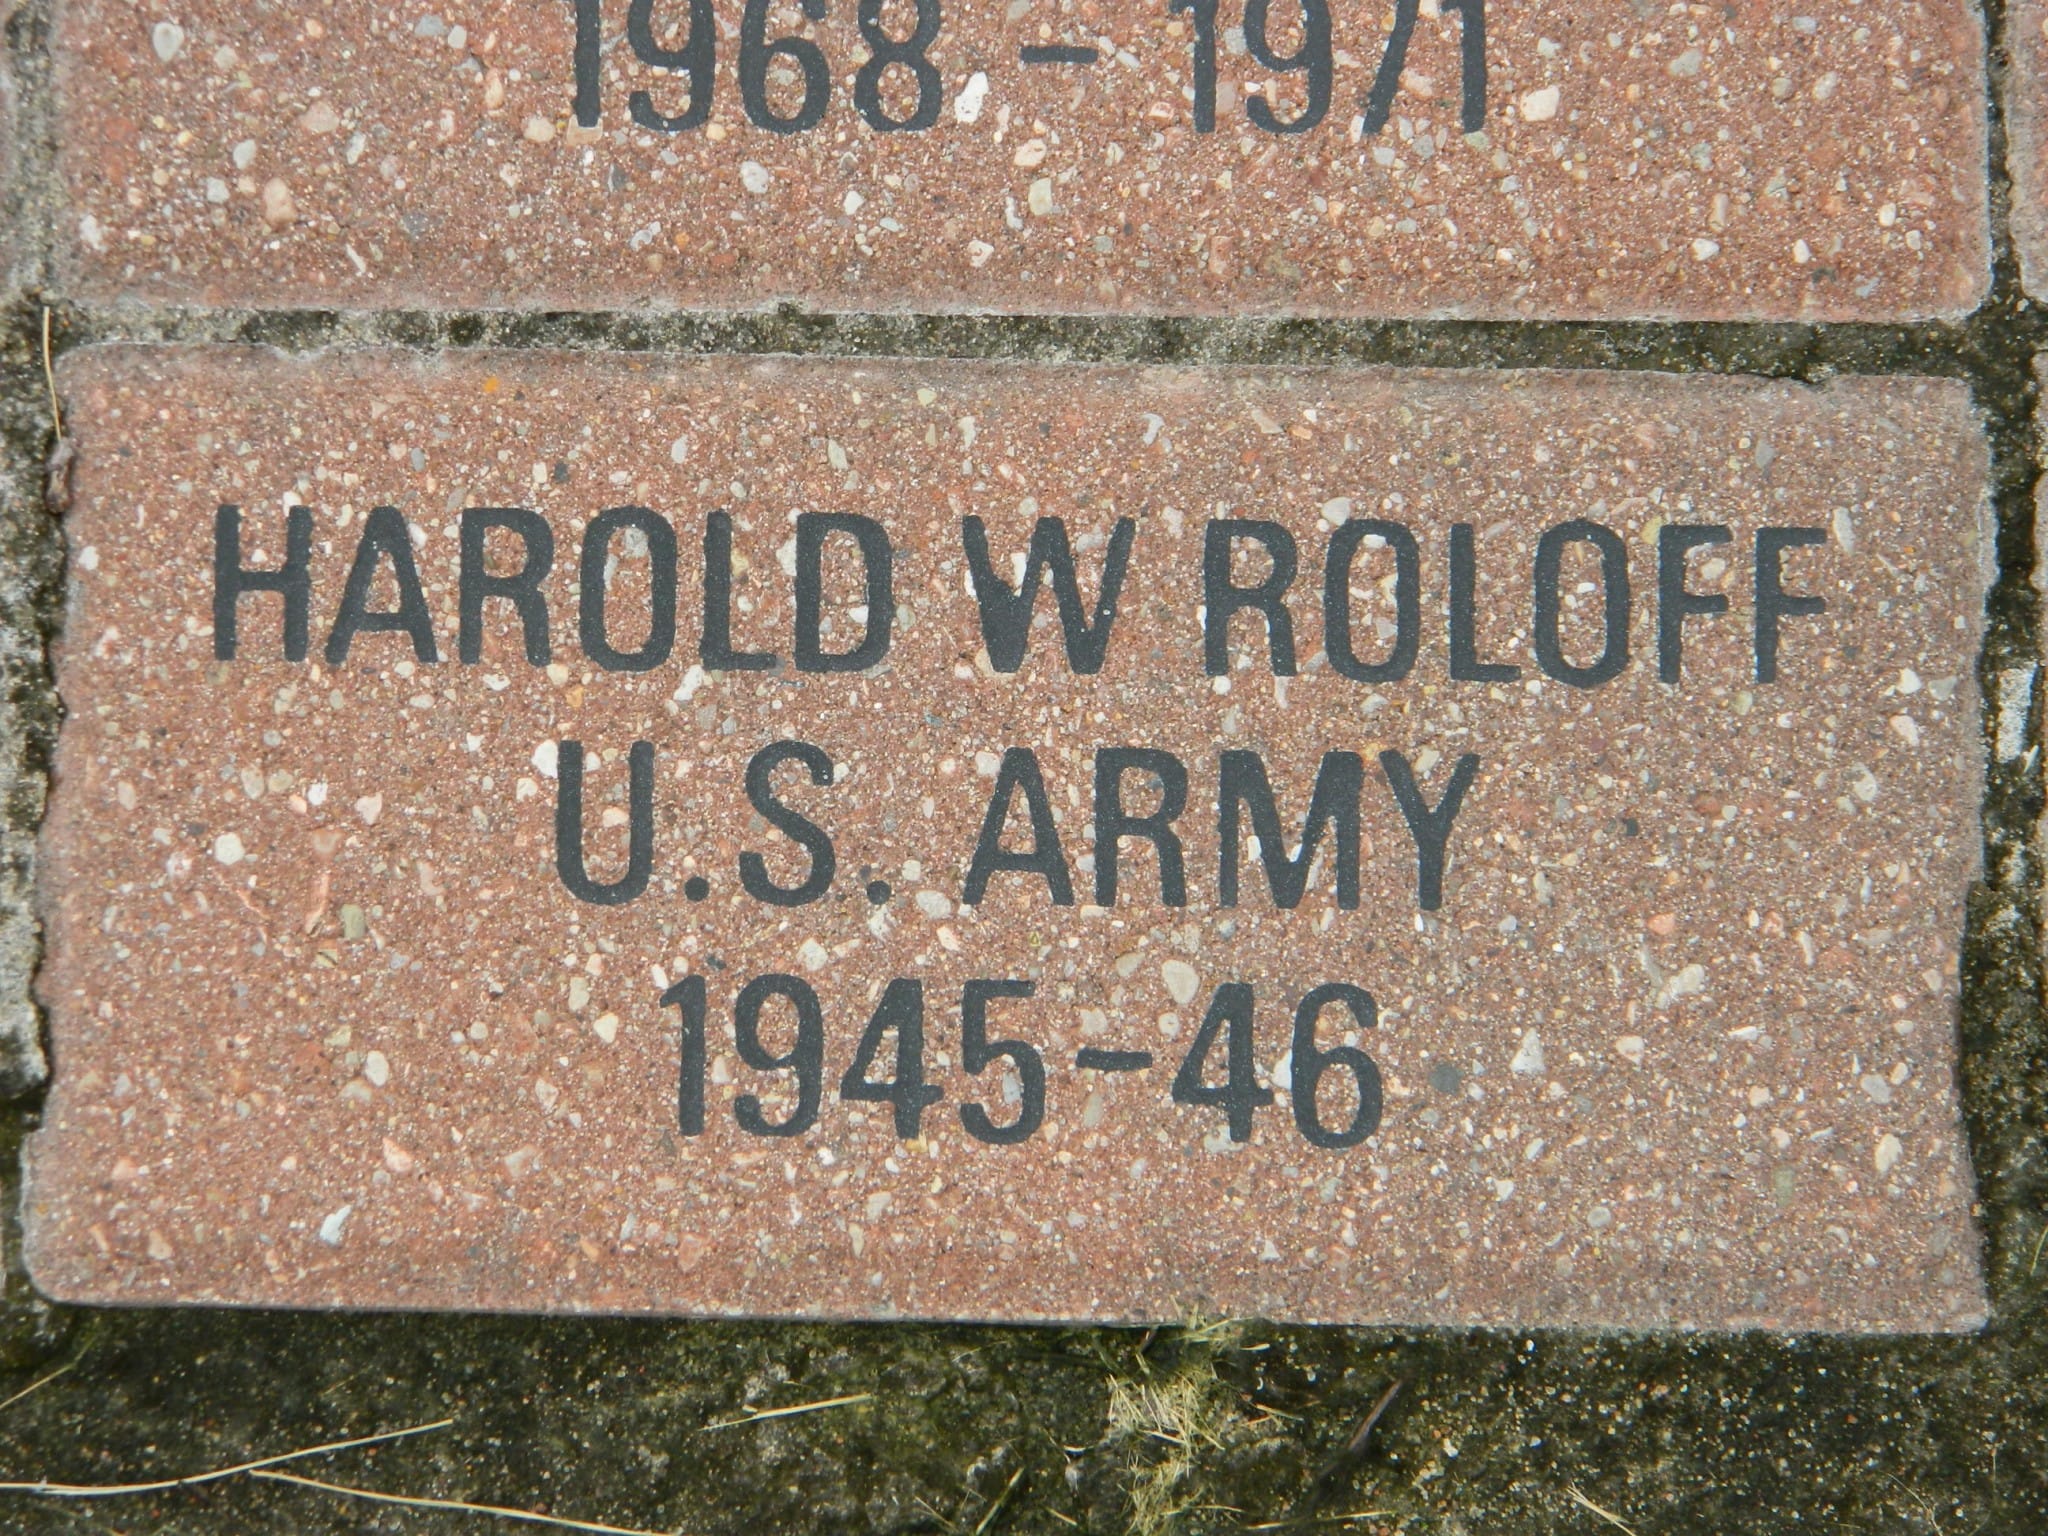 1968 - 1971
HAROLD W ROLOFF
U.S. ARMY
1945-46